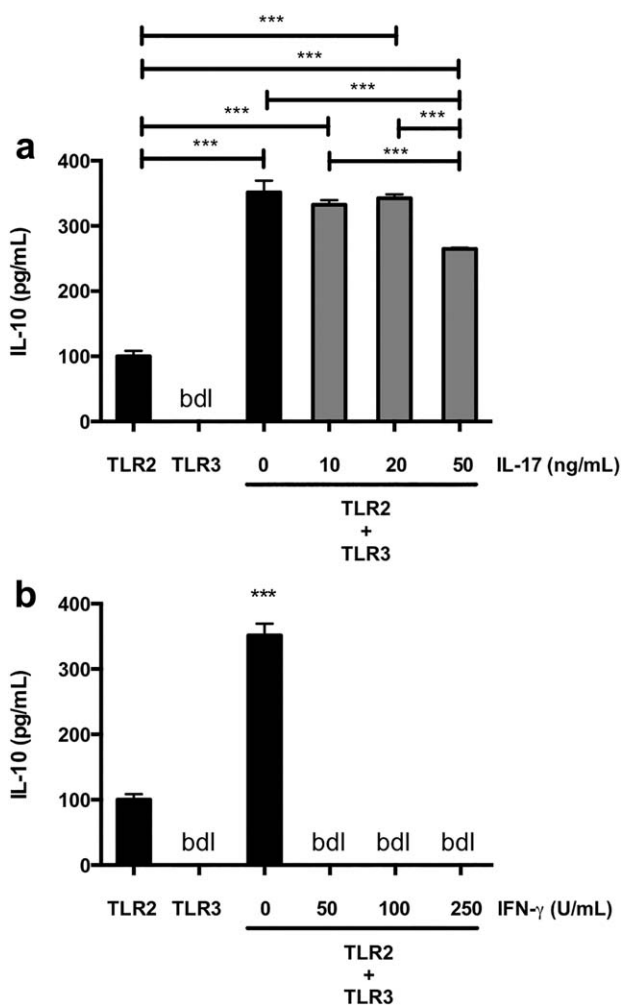 ***
***
***
***
***
***
***
a
400
300
200
100
0
IL-10 (pg/mL)
bdl
TLR2 TLR3 0 10 20 50 IL-17 (ng/mL)
TLR2
+
TLR3
b
***
400
300
200
100
0
IL-10 (pg/mL)
bdl bdl bdl bdl
TLR2 TLR3 0 50 100 250 IFN-γ (U/mL)
TLR2
+
TLR3